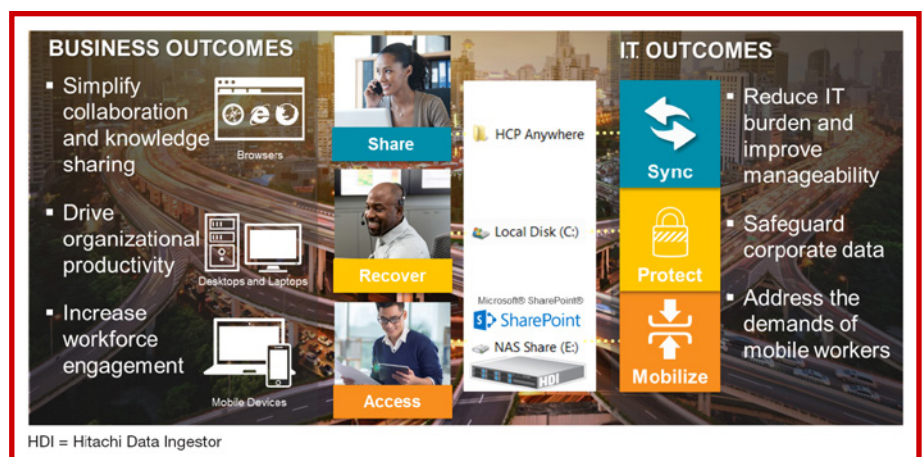 BUSINESS OUTCOMES
▪ Simplify
collaboration
and knowledge
sharing
Browsers
▪ Drive
organizational
productivity
Desktops and Laptops
▪ Increase
workforce
engagement
Mobile Devices
Share
Recover
Access
HCP Anywhere
Local Disk (C:)
Microsoft® SharePoint®
S SharePoint
NAS Share (E:)
HDI
I.T. OUTCOMES
Sync
Protect
Mobilize
▪ Reduce IT
burden and
improve
manageability
▪ Safeguard
corporate data
▪ Address the
demands of
mobile workers
HDI = Hitachi Data Ingestor